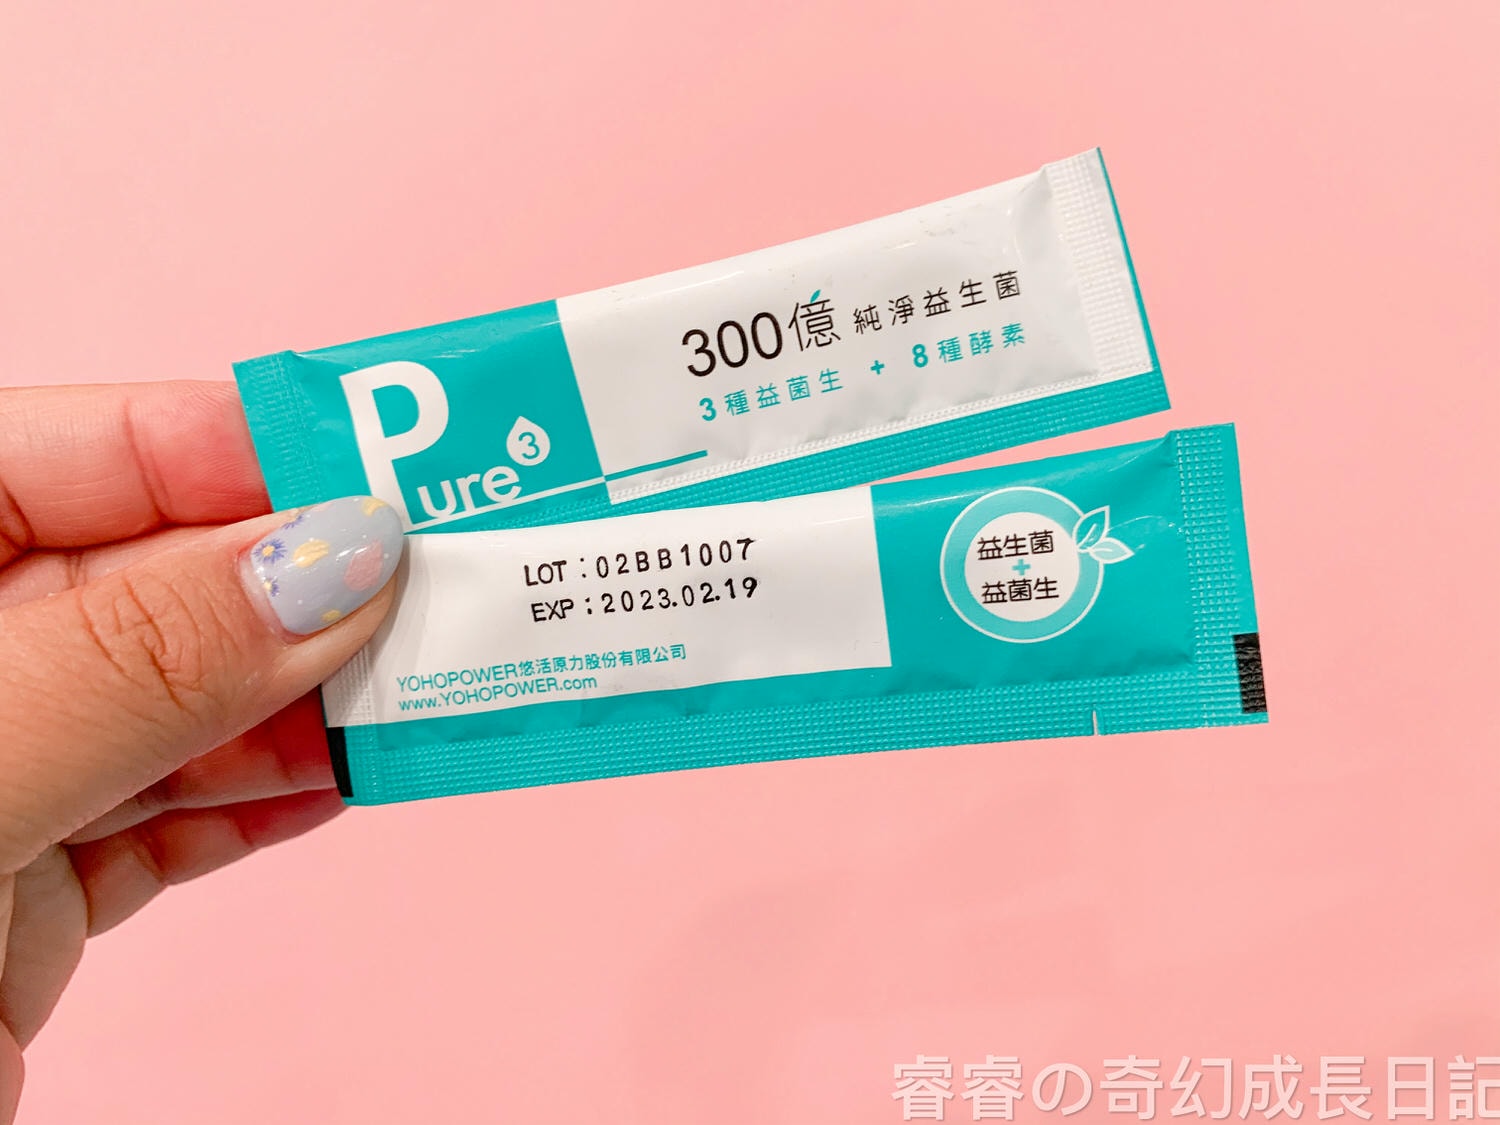 Pure3
300億 純淨益生菌
3種益菌生 + 8種酵素
LOT：02BB1007
EXP：2023.02.19
YOHOPOWER悠活原力股份有限公司
www.YOHOPOWER.com
益生菌
+
益菌生
睿睿の奇幻成長日記